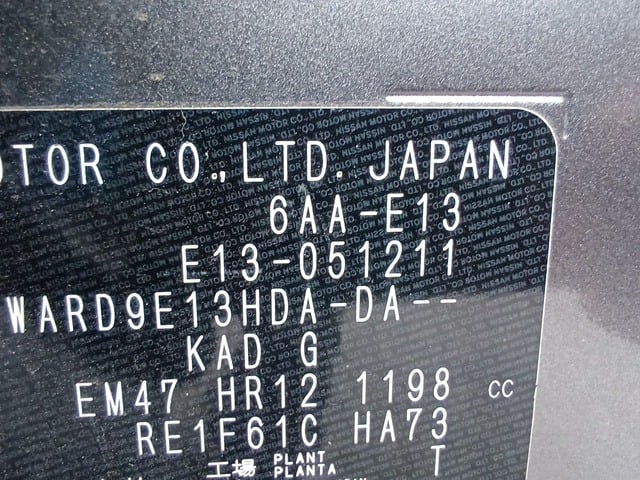 OTOR CO.,LTD.JAPAN
6AA-E13
E13-051211
WARD9E13HDA-DA--
KAD G
EM47 HR12 1198 CC
RE1F61C HA73
工場 PLANT PLANTA T